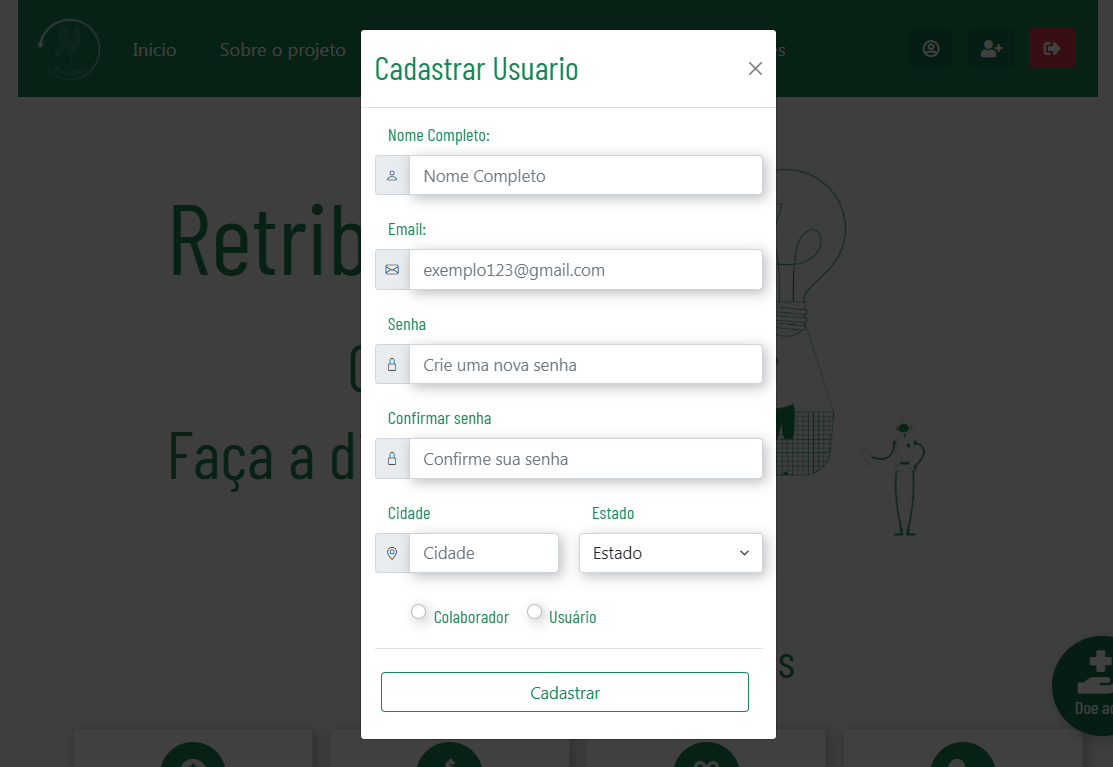 Inicio
Sobre o projeto
Cadastrar Usuario
Nome Completo:
Nome Completo
Email:
exemplo123@gmail.com
Senha
Crie uma nova senha
Confirmar senha
Confirme sua senha
Cidade Estado
Cidade Estado
Colaborador Usuário
Cadastrar
Retrib
Faça a d
Doe